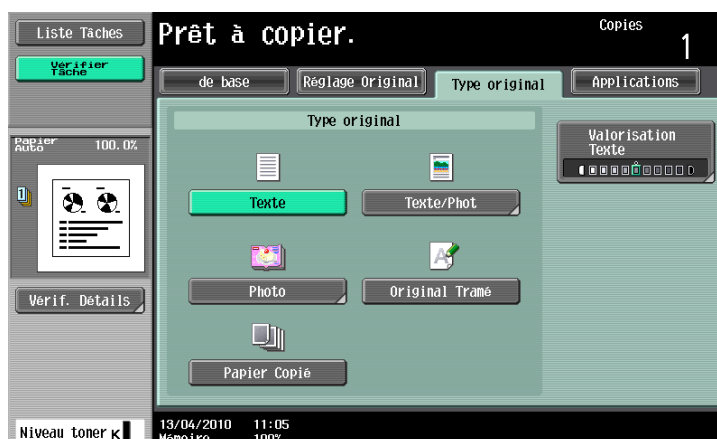 Liste Tâches
Prêt à copier.
Copies
1
Vérifier
Tâche
de base
Réglage Original
Type original
Applications
Type original
Valorisation
Texte
Papier
Auto
100.0%
1
Texte
Texte/Phot
Photo
Original Tramé
Vérif. Détails
Papier Copié
Niveau toner K
13/04/2010 11:05
Mémoire 100%